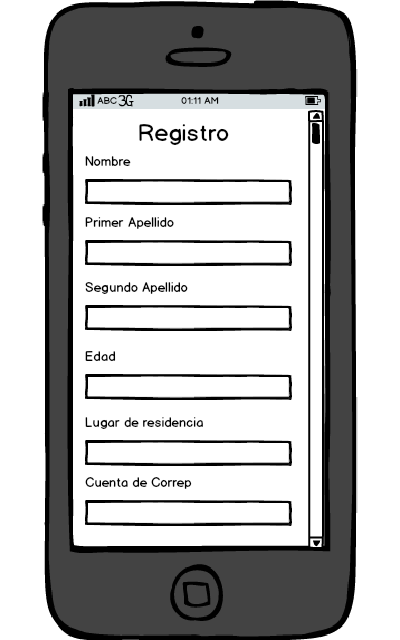 ABC 3G 01:11 AM
Registro
Nombre
Primer Apellido
Segundo Apellido
Edad
Lugar de residencia
Cuenta de Correp